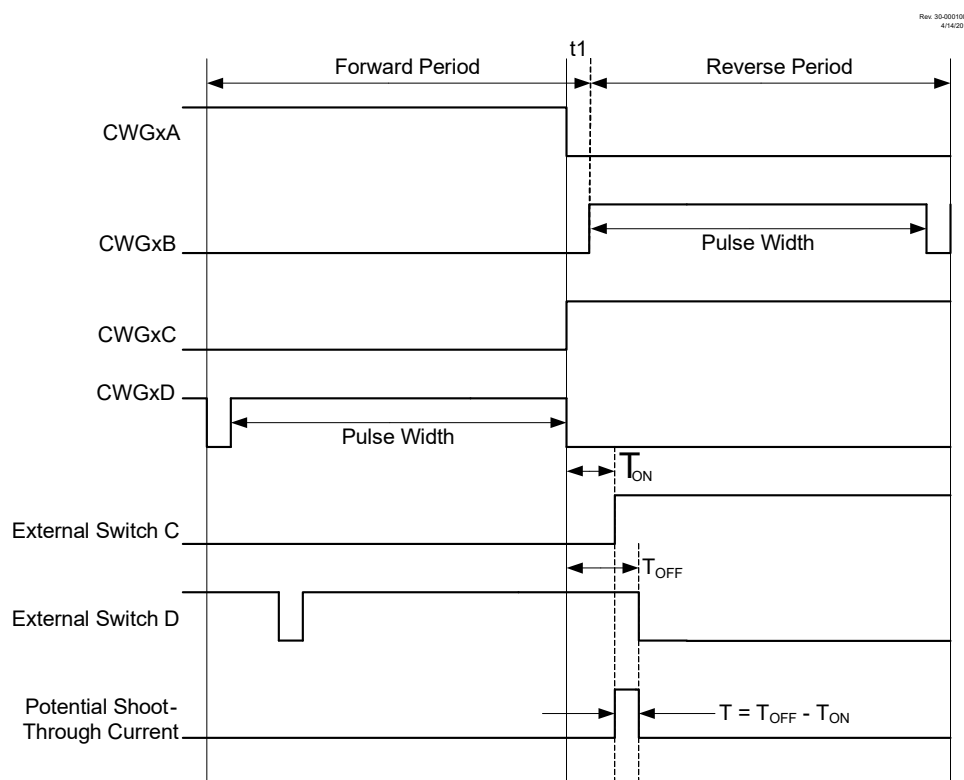 Rev. 30-00010
4/14/20
t1
Forward Period
Reverse Period
CWGxA
CWGxB
Pulse Width
CWGxC
CWGxD
Pulse Width
TON
External Switch C
TOFF
External Switch D
Potential Shoot-
Through Current
T = TOFF - TON